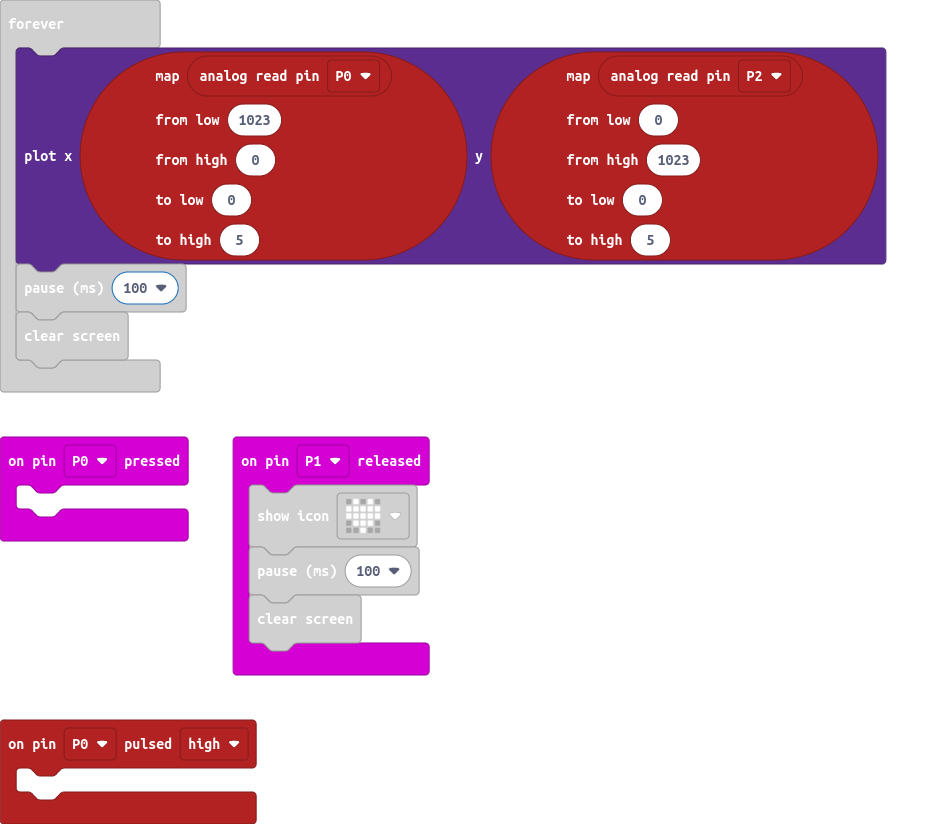 forever
map analog read pin P0 map analog read pin P2
from low 1023 from low 0
plot x from high 0 y from high 1023
to low 0 to low 0
to high 5 to high 5
pause (ms) 100
clear screen
on pin P0 pressed
on pin P1 released
show icon
pause (ms) 100
clear screen
on pin P0 pulsed high